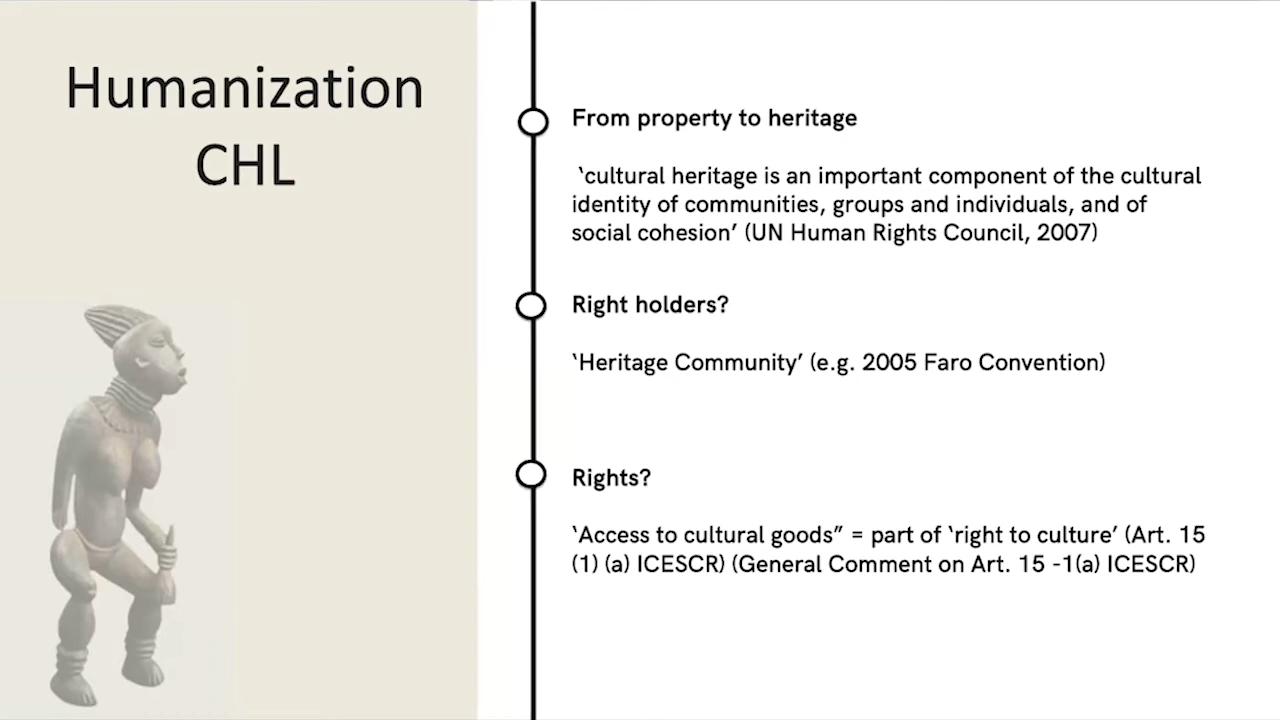 Humanization
CHL
From property to heritage
‘cultural heritage is an important component of the cultural
identity of communities, groups and individuals, and of
social cohesion’ (UN Human Rights Council, 2007)
Right holders?
‘Heritage Community’ (e.g. 2005 Faro Convention)
Rights?
‘Access to cultural goods” = part of ‘right to culture’ (Art. 15
(1) (a) ICESCR) (General Comment on Art. 15 -1(a) ICESCR)